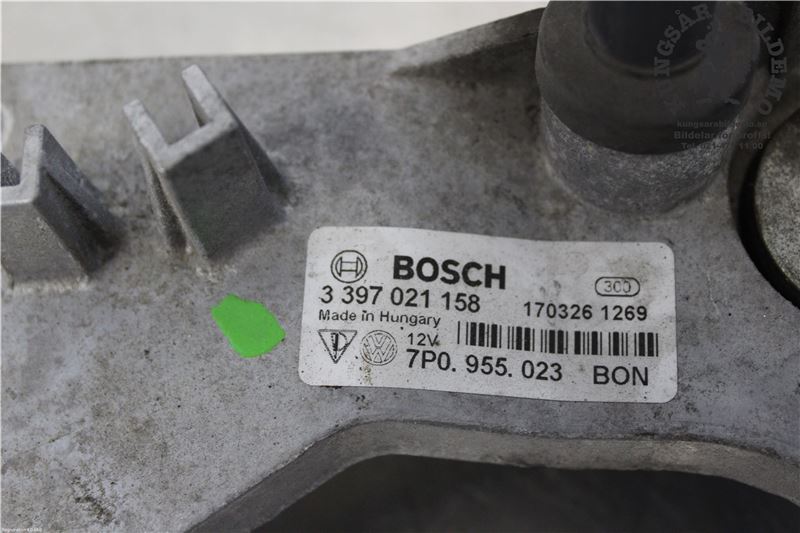 BOSCH
300
3 397 021 158
170326 1269
Made in Hungary
12V
7P0. 955. 023 BON